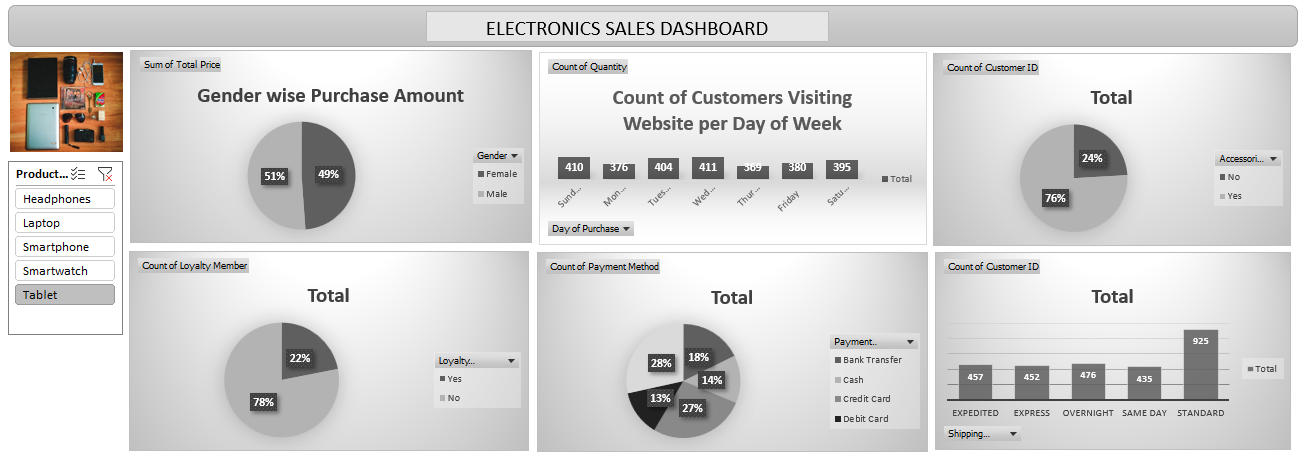 ELECTRONICS SALES DASHBOARD
Product...
Headphones
Laptop
Smartphone
Smartwatch
Tablet
Sum of Total Price
Gender wise Purchase Amount
51%
49%
Gender
Female
Male
Count of Quantity
Count of Customers Visiting
Website per Day of Week
410 376 404 411 369 380 395
Sund... Mon... Tues... Wed... Thur... Friday Satu...
Total
Day of Purchase
Count of Customer ID
Total
24%
76%
Accessori...
No
Yes
Count of Loyalty Member
Total
22%
78%
Loyalty...
Yes
No
Count of Payment Method
Total
28%
18%
14%
13%
27%
Payment..
Bank Transfer
Cash
Credit Card
Debit Card
Count of Customer ID
Total
925
457 452 476 435
EXPEDITED EXPRESS OVERNIGHT SAME DAY STANDARD
Total
Shipping...